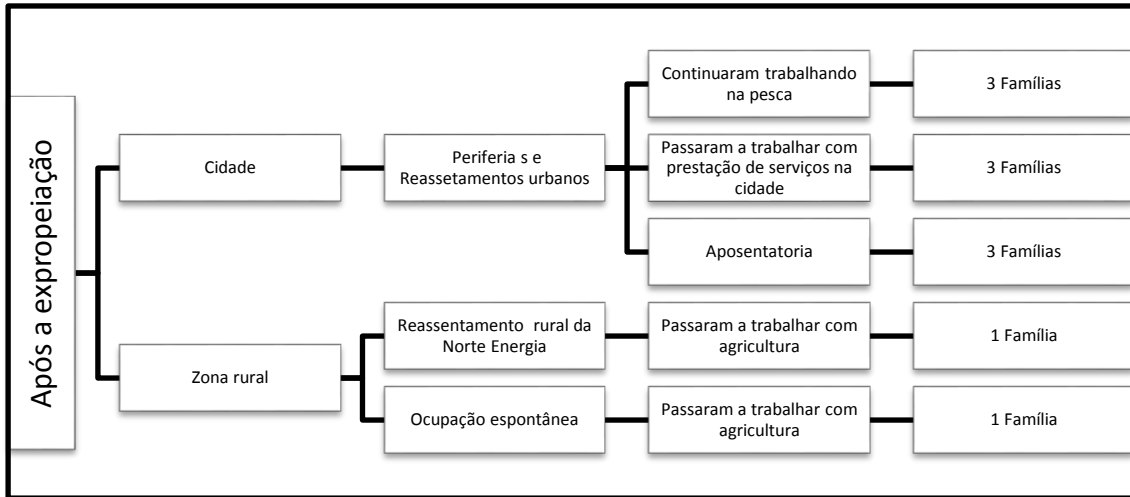 Após a expropeiação
Cidade
Periferia s e
Reassetamentos urbanos
Continuaram trabalhando
na pesca
3 Famílias
Passaram a trabalhar com
prestação de serviços na
cidade
3 Famílias
Aposentatoria
3 Famílias
Zona rural
Reassentamento  rural da
Norte Energia
Passaram a trabalhar com
agricultura
1 Família
Ocupação espontânea
Passaram a trabalhar com
agricultura
1 Família